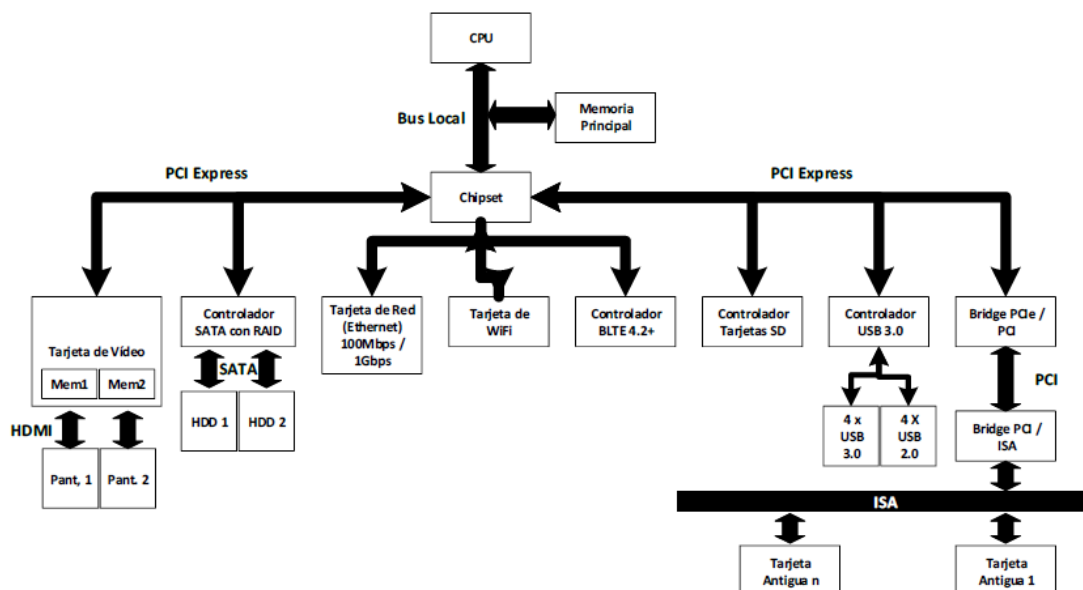 CPU
Bus Local
Memoria
Principal
PCI Express
PCI Express
Chipset
Tarjeta de Vídeo
Mem1
Mem2
Controlador
SATA con RAID
Tarjeta de Red
(Ethernet)
100Mbps /
1Gbps
Tarjeta de
WiFi
Controlador
BLTE 4.2+
Controlador
Tarjetas SD
Controlador
USB 3.0
Bridge PCIe /
PCI
SATA
PCI
HDMI
HDD 1
HDD 2
4 x
USB
3.0
4 X
USB
2.0
Bridge PCI /
ISA
Pant, 1
Pant. 2
ISA
Tarjeta
Antigua n
Tarjeta
Antigua 1